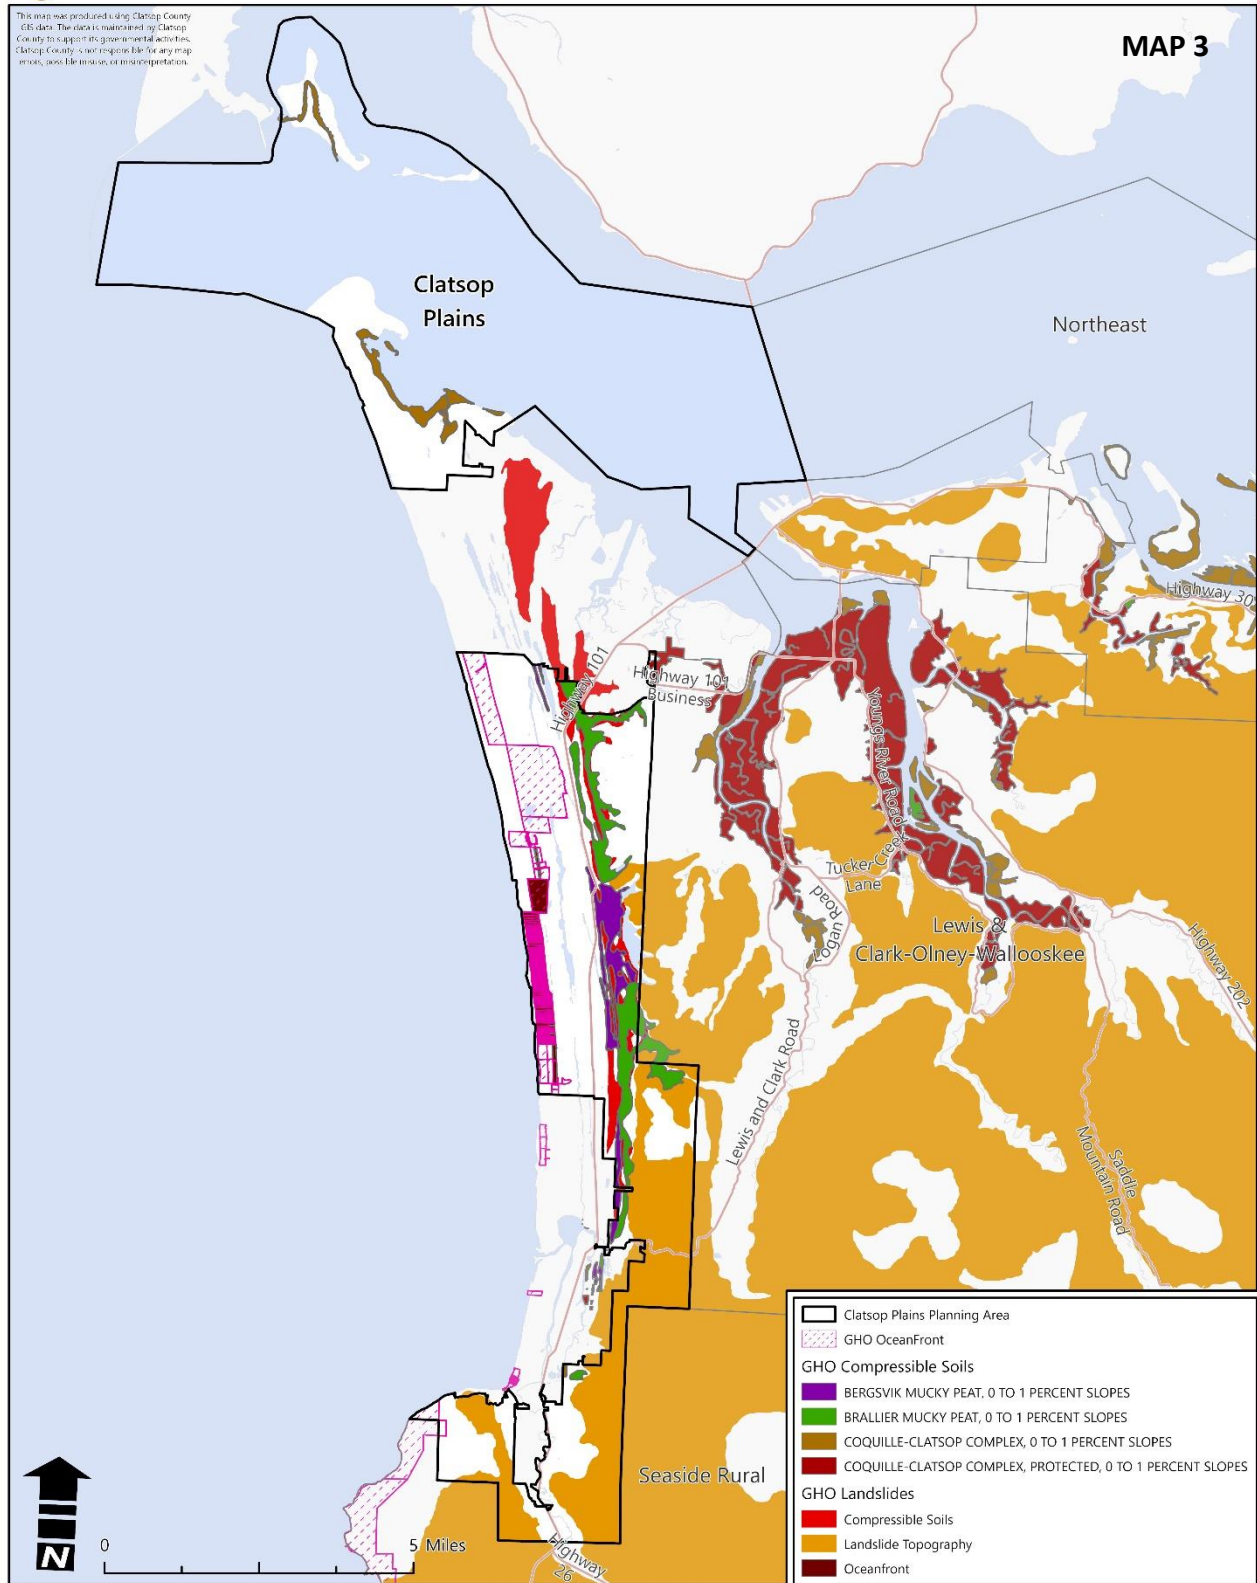 This map was produced using Clatsop County
GIS data. The data is maintained by Clatsop
County to support its governmental activities.
Clatsop County is not responsible for any map
errors, possible misuse, or misinterpretation.
MAP 3
Clatsop
Plains
Northeast
Highway 30
Highway 101
Highway 101
Business
Youngs River Road
Tucker Creek
Lane
Logan Road
Lewis &
Clark-Olney-Wallooskee
Highway 202
Lewis and Clark Road
Saddle
Mountain Road
Seaside Rural
Highway
26
N
0
5 Miles
Clatsop Plains Planning Area
GHO OceanFront
GHO Compressible Soils
BERGSVIK MUCKY PEAT, 0 TO 1 PERCENT SLOPES
BRALLIER MUCKY PEAT, 0 TO 1 PERCENT SLOPES
COQUILLE-CLATSOP COMPLEX, 0 TO 1 PERCENT SLOPES
COQUILLE-CLATSOP COMPLEX, PROTECTED, 0 TO 1 PERCENT SLOPES
GHO Landslides
Compressible Soils
Landslide Topography
Oceanfront